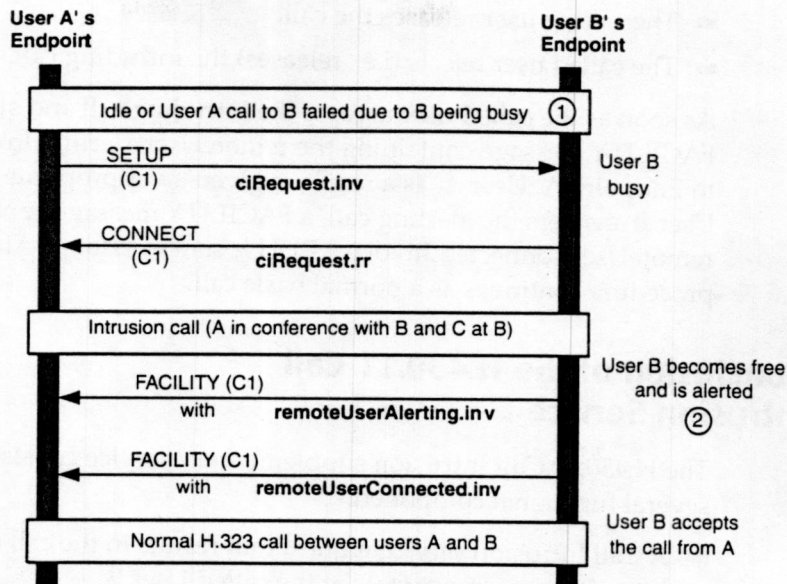 User A' s
Endpoint
User B' s
Endpoint
Idle or User A call to B failed due to B being busy ①
SETUP
(C1)
ciRequest.inv
User B
busy
CONNECT
(C1)
ciRequest.rr
Intrusion call (A in conference with B and C at B)
User B becomes free
and is alerted
②
FACILITY (C1)
with remoteUserAlerting.inv
FACILITY (C1)
with remoteUserConnected.inv
User B accepts
the call from A
Normal H.323 call between users A and B